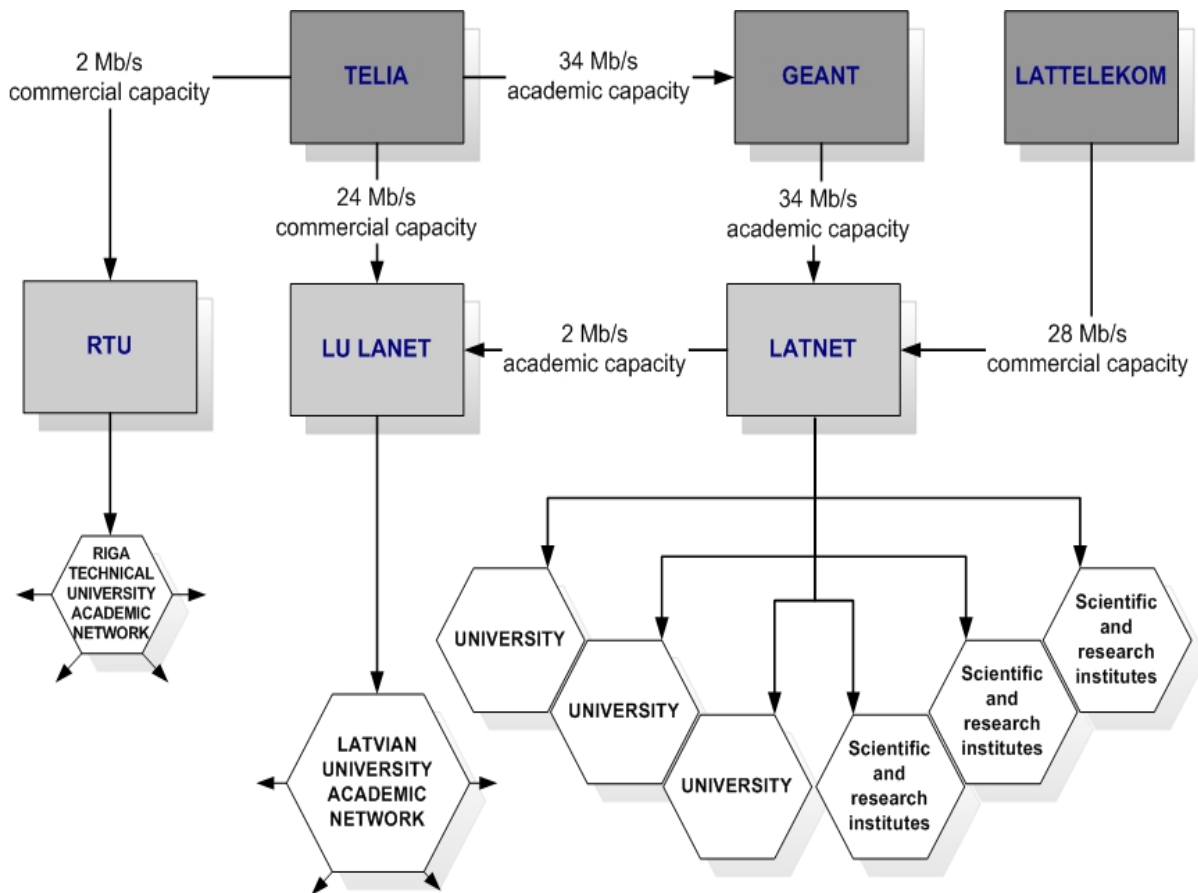 2 Mb/s
commercial capacity
TELIA
34 Mb/s
academic capacity
GEANT
LATTELEKOM
24 Mb/s
commercial capacity
34 Mb/s
academic capacity
RTU
LU LANET
2 Mb/s
academic capacity
LATNET
28 Mb/s
commercial capacity
RIGA
TECHNICAL
UNIVERSITY
ACADEMIC
NETWORK
LATVIAN
UNIVERSITY
ACADEMIC
NETWORK
UNIVERSITY
UNIVERSITY
UNIVERSITY
Scientific
and
research
institutes
Scientific
and
research
institutes
Scientific
and
research
institutes